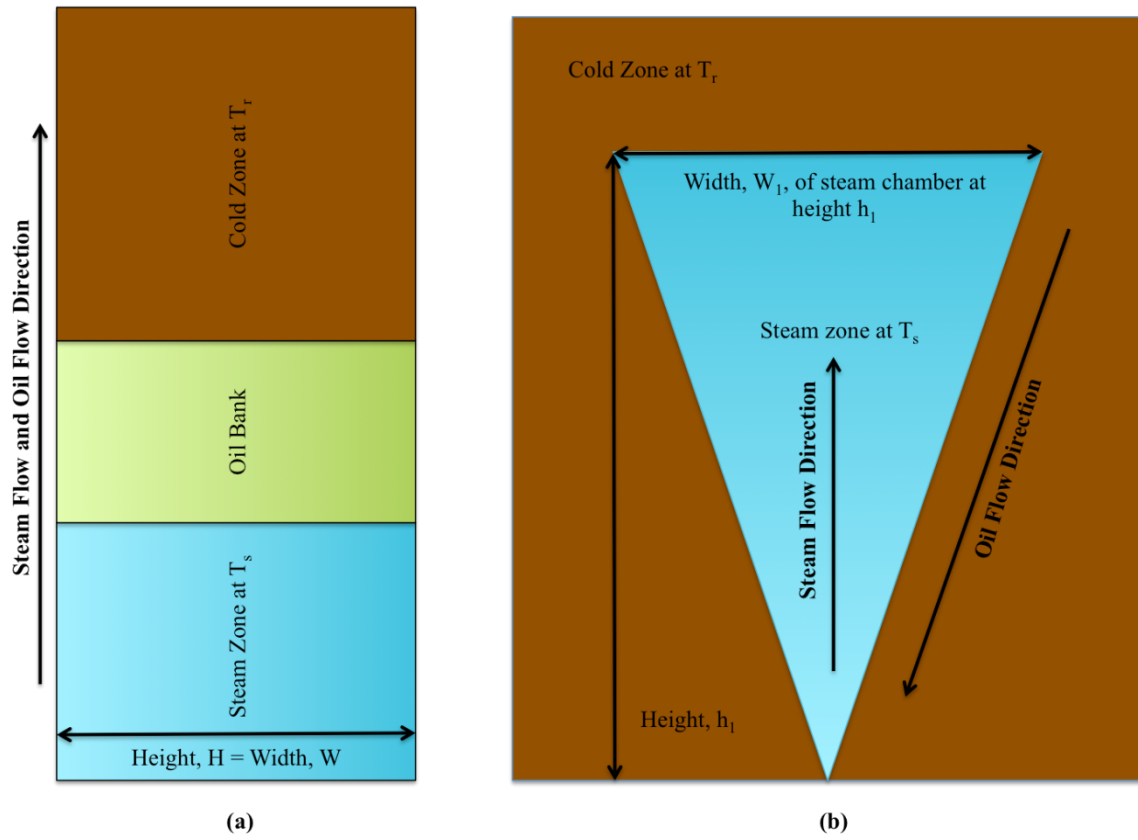 Steam Flow and Oil Flow Direction
Cold Zone at Tᵣ
Oil Bank
Steam Zone at Tₛ
Height, H = Width, W
(a)
Cold Zone at Tᵣ
Width, W₁, of steam chamber at
height h₁
Steam zone at Tₛ
Steam Flow Direction
Oil Flow Direction
Height, h₁
(b)